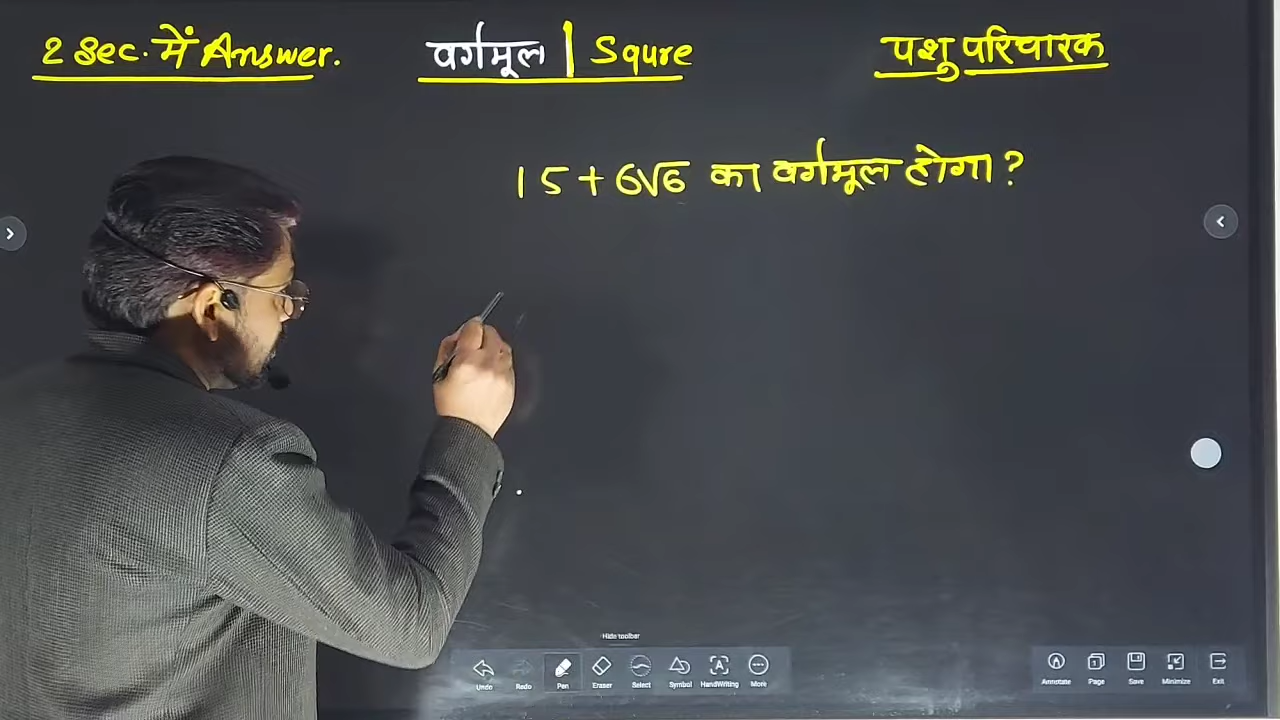 2 Sec. में Answer. वर्गमूल | Squre पशु परिचारक
15 + 6√6 का वर्गमूल होगा ?
Hide toolbar
Undo Redo Pen Eraser Select Symbol HandWriting More Annotate Page Save Minimize Exit